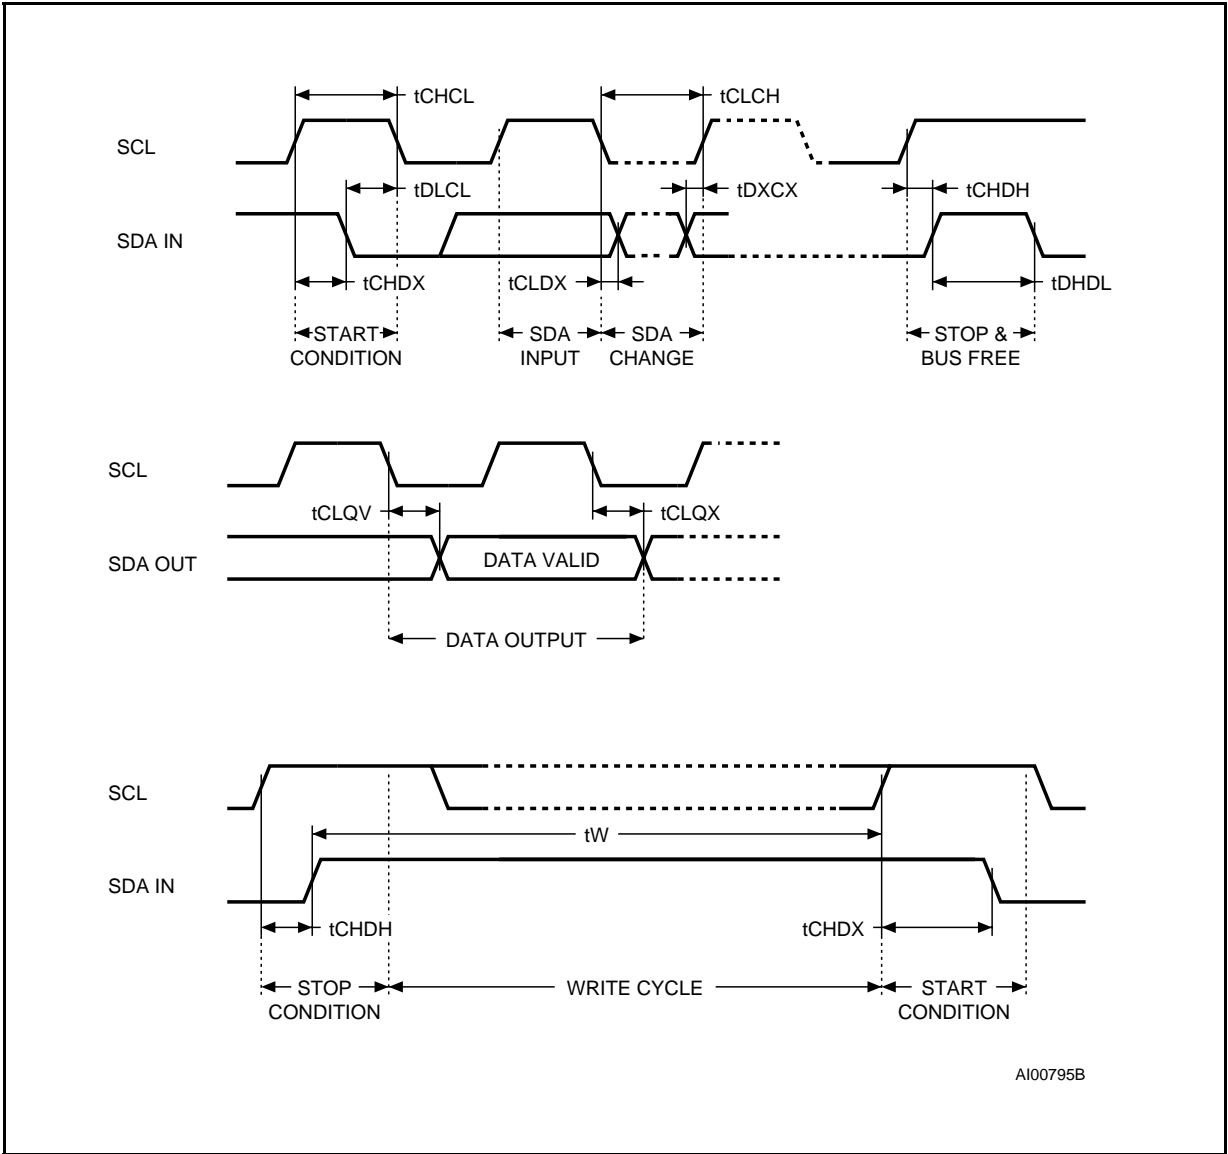 tCHCL
tCLCH
SCL
tDLCL
tDXCX
tCHDH
SDA IN
tCHDX
tCLDX
tDHDL
START
CONDITION
SDA
INPUT
SDA
CHANGE
STOP &
BUS FREE
SCL
tCLQV
tCLQX
SDA OUT
DATA VALID
DATA OUTPUT
SCL
tW
SDA IN
tCHDH
tCHDX
STOP
CONDITION
WRITE CYCLE
START
CONDITION
AI00795B